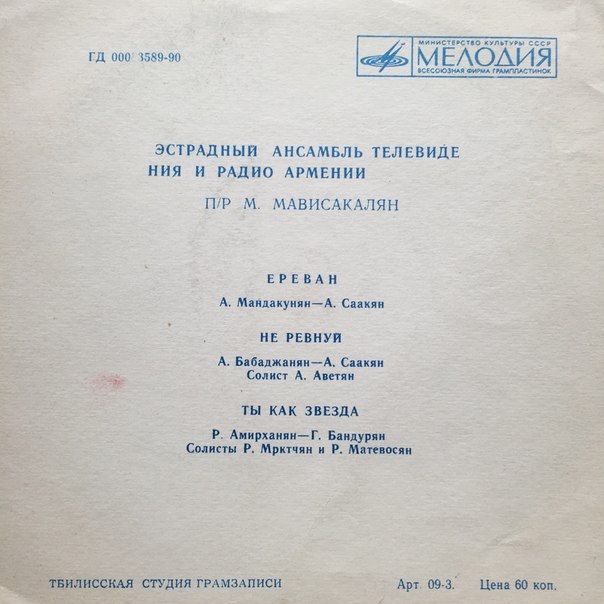 ГД 000 3589-90
МИНИСТЕРСТВО КУЛЬТУРЫ СССР
МЕЛОДИЯ
ВСЕСОЮЗНАЯ ФИРМА ГРАМПЛАСТИНОК
ЭСТРАДНЫЙ АНСАМБЛЬ ТЕЛЕВИДЕ
НИЯ И РАДИО АРМЕНИИ
П/Р М. МАВИСАКАЛЯН
ЕРЕВАН
А. Мандакунян—А. Саакян
НЕ РЕВНУЙ
А. Бабаджанян—А. Саакян
Солист А. Аветян
ТЫ КАК ЗВЕЗДА
Р. Амирханян—Г. Бандурян
Солисты Р. Мрктчян и Р. Матевосян
ТБИЛИССКАЯ СТУДИЯ ГРАМЗАПИСИ Арт. 09-3. Цена 60 коп.